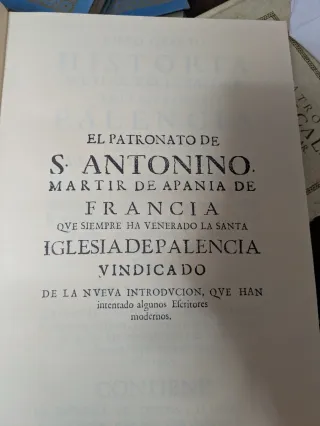 EL PATRONATO DE
S. ANTONINO.
MARTIR DE APANIA DE
FRANCIA
QVE SIEMPRE HA VENERADO LA SANTA
IGLESIA DE PALENCIA
VINDICADO
DE LA NVEVA INTRODVCION, QVE HAN
intentado algunos Escritores
modernos.